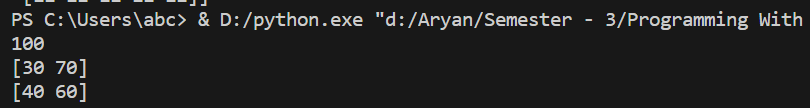 PS C:\Users\abc> & D:/python.exe "d:/Aryan/Semester - 3/Programming With
100
[30 70]
[40 60]